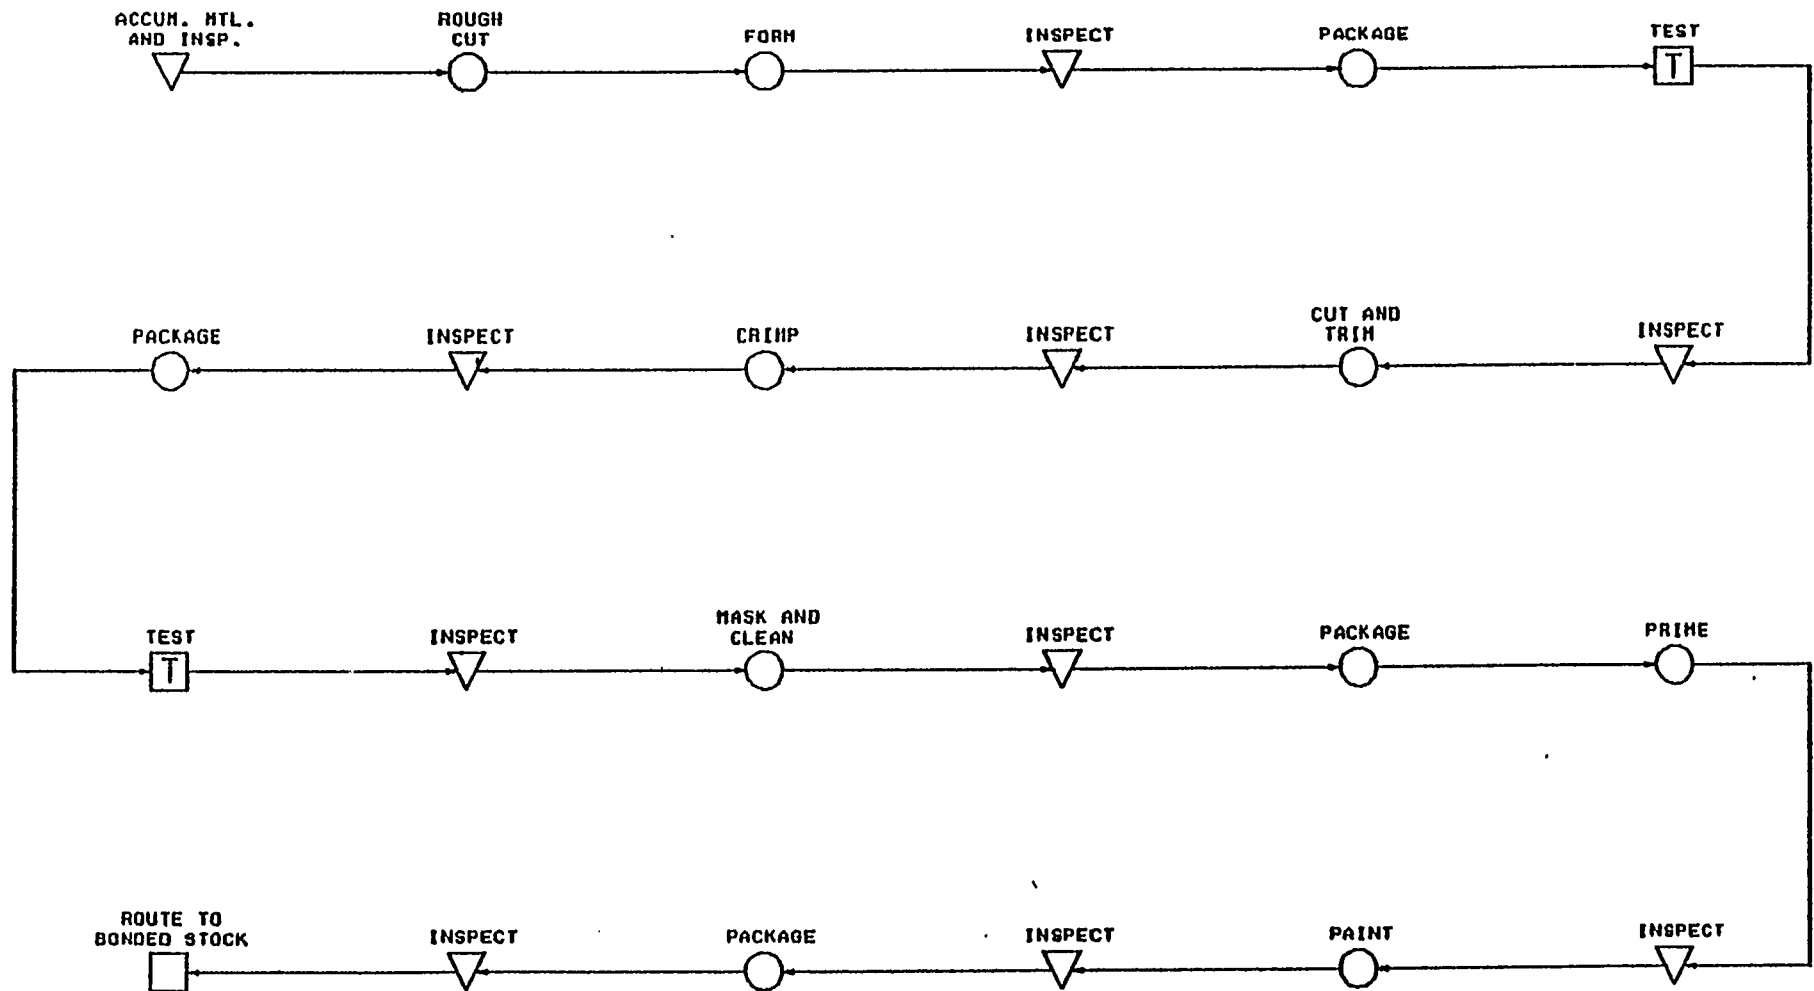 ACCUM. MTL.
AND INSP.
ROUGH
CUT
FORM
INSPECT
PACKAGE
TEST
T
PACKAGE
INSPECT
CRIMP
INSPECT
CUT AND
TRIM
INSPECT
TEST
T
INSPECT
MASK AND
CLEAN
INSPECT
PACKAGE
PRIME
ROUTE TO
BONDED STOCK
INSPECT
PACKAGE
INSPECT
PAINT
INSPECT